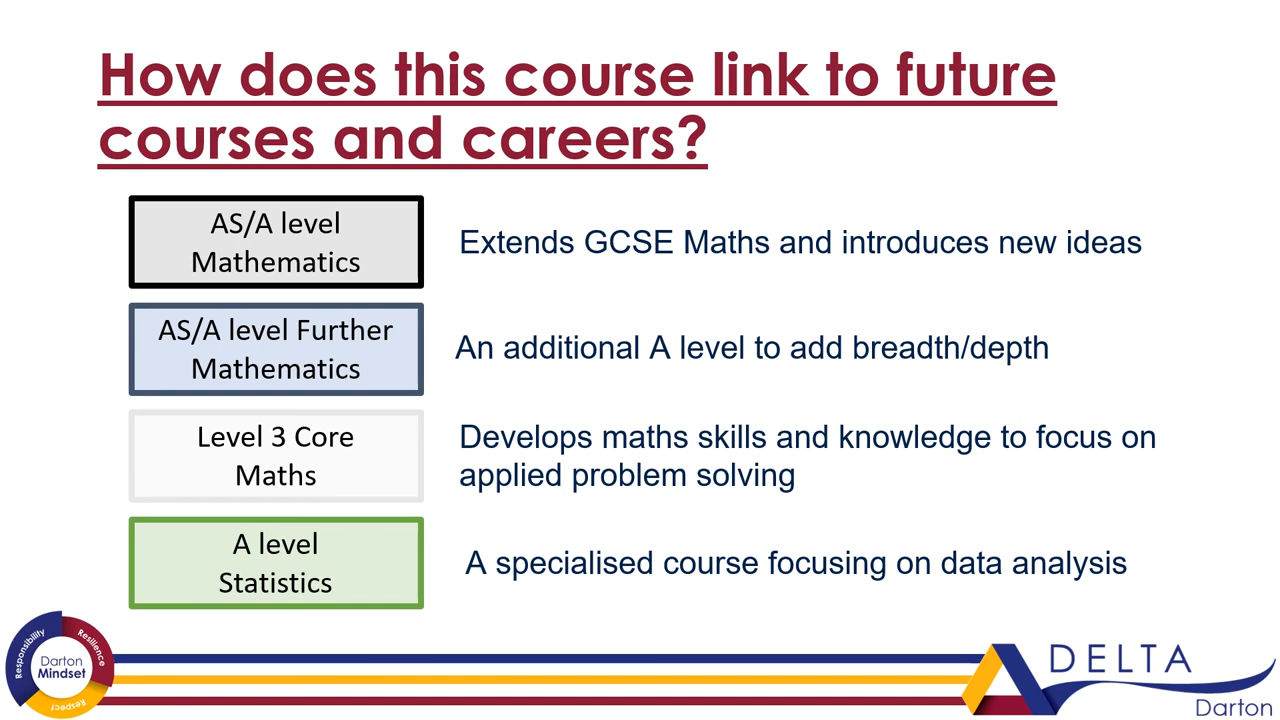 How does this course link to future
courses and careers?
AS/A level
Mathematics
Extends GCSE Maths and introduces new ideas
AS/A level Further
Mathematics
An additional A level to add breadth/depth
Level 3 Core
Maths
Develops maths skills and knowledge to focus on
applied problem solving
A level
Statistics
A specialised course focusing on data analysis
Responsibility
Resilience
Respect
Darton
Mindset
DELTA
Darton